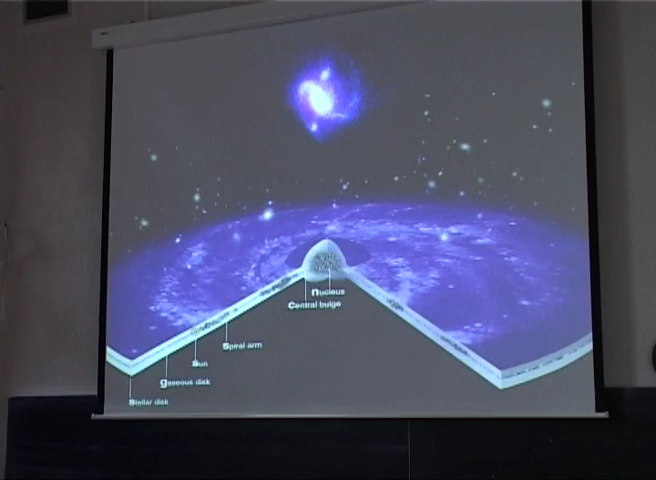 nucleus
Central bulge
Spiral arm
Sun
gaseous disk
Stellar disk